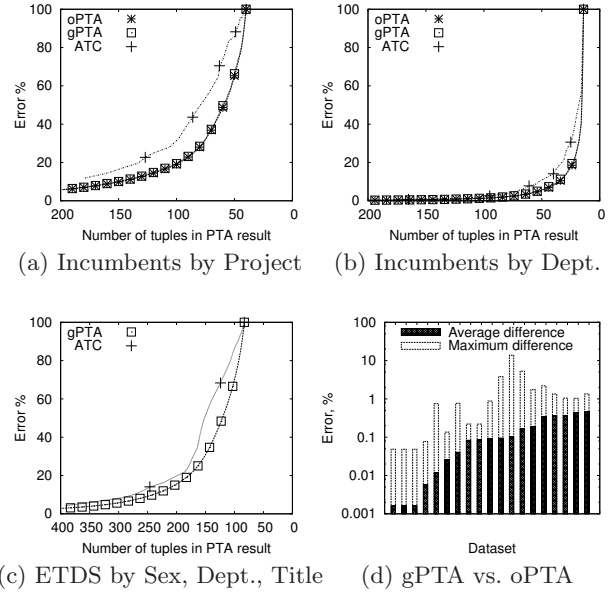 100
80
60
40
20
0
Error %
oPTA
gPTA
ATC
200 150 100 50 0
Number of tuples in PTA result
(a) Incumbents by Project
100
80
60
40
20
0
Error %
oPTA
gPTA
ATC
200 150 100 50 0
Number of tuples in PTA result
(b) Incumbents by Dept.
100
80
60
40
20
0
Error %
gPTA
ATC
400 350 300 250 200 150 100 50 0
Number of tuples in PTA result
(c) ETDS by Sex, Dept., Title
100
10
1
0.1
0.01
0.001
Error, %
Average difference
Maximum difference
Dataset
(d) gPTA vs. oPTA